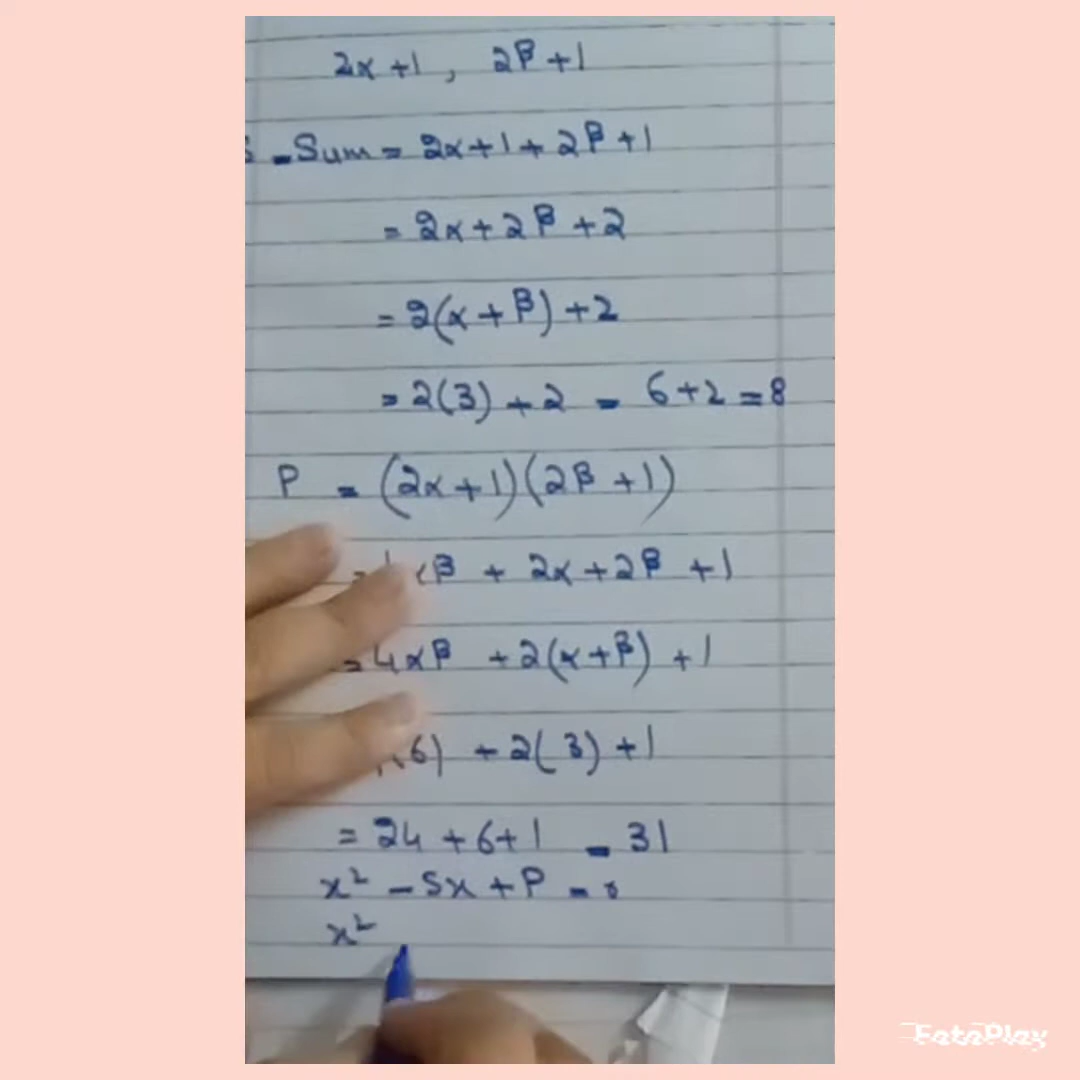 2α + 1 , 2β + 1
- Sum = 2α + 1 + 2β + 1
= 2α + 2β + 2
= 2(α + β) + 2
= 2(3) + 2 = 6 + 2 = 8
P = (2α + 1)(2β + 1)
= αβ + 2α + 2β + 1
= 4αβ + 2(α + β) + 1
(6) + 2(3) + 1
= 24 + 6 + 1 = 31
x² - Sx + P = 0
x²